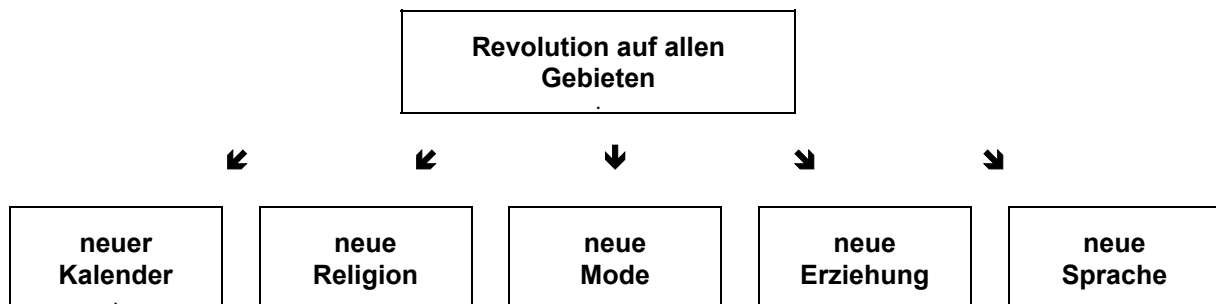 Revolution auf allen
Gebieten
.
neuer
Kalender
neue
Religion
neue
Mode
neue
Erziehung
neue
Sprache